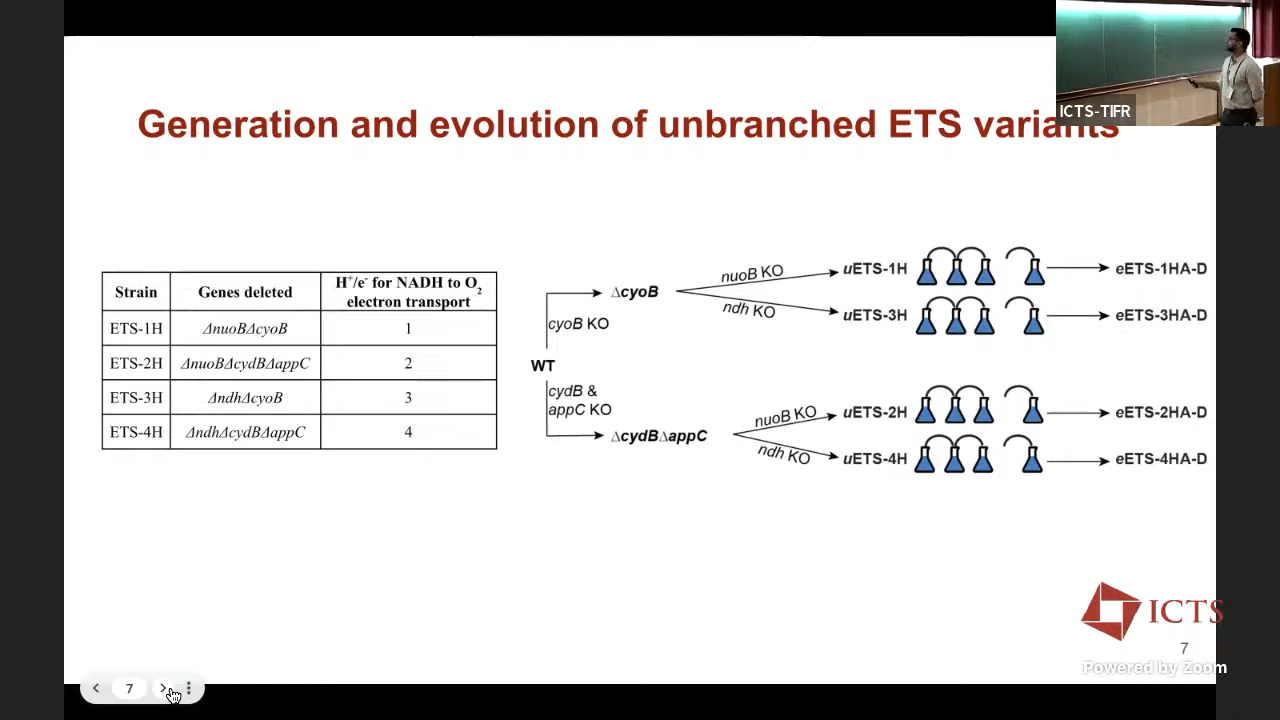 ICTS-TIFR
Generation and evolution of unbranched ETS variants
Strain Genes deleted H⁺/e⁻ for NADH to O₂ electron transport
ETS-1H ΔnuoBΔcyoB 1
ETS-2H ΔnuoBΔcydBΔappC 2
ETS-3H ΔndhΔcyoB 3
ETS-4H ΔndhΔcydBΔappC 4
WT
cyoB KO
ΔcyoB
nuoB KO
uETS-1H
eETS-1HA-D
ndh KO
uETS-3H
eETS-3HA-D
cydB &
appC KO
ΔcydBΔappC
nuoB KO
uETS-2H
eETS-2HA-D
ndh KO
uETS-4H
eETS-4HA-D
ICTS
7
Powered by Zoom
7